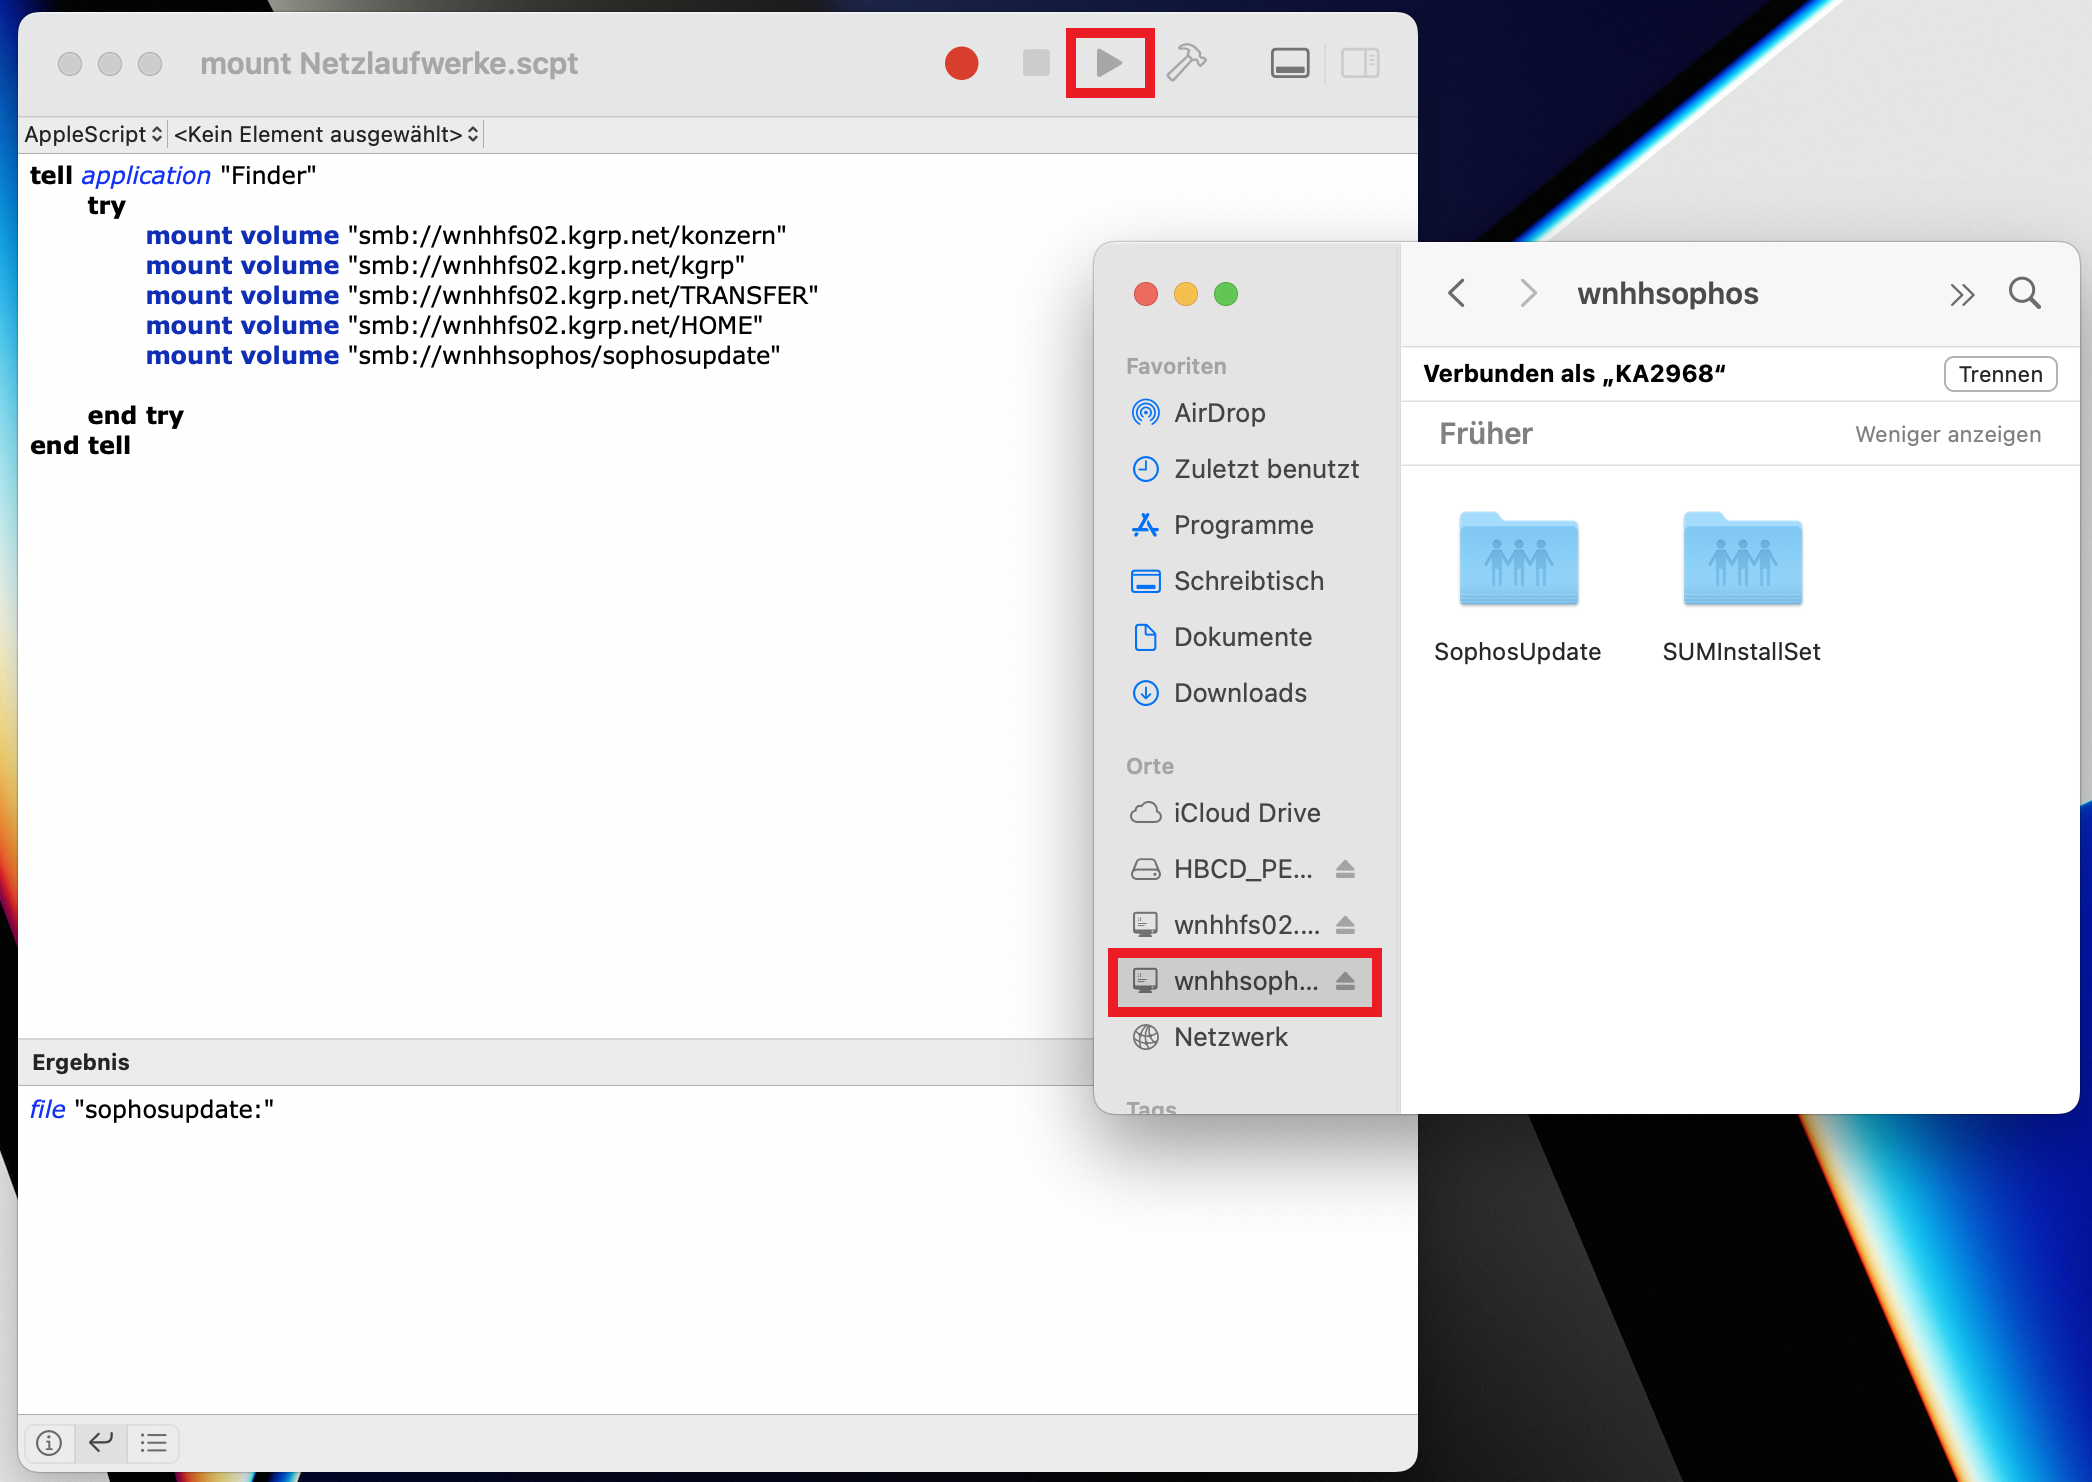 mount Netzlaufwerke.scpt
AppleScript
<Kein Element ausgewählt>
tell application "Finder"
try
mount volume "smb://wnhhfs02.kgrp.net/konzern"
mount volume "smb://wnhhfs02.kgrp.net/kgrp"
mount volume "smb://wnhhfs02.kgrp.net/TRANSFER"
mount volume "smb://wnhhfs02.kgrp.net/HOME"
mount volume "smb://wnhhsophos/sophosupdate"
end try
end tell
Ergebnis
file "sophosupdate:"
Favoriten
AirDrop
Zuletzt benutzt
Programme
Schreibtisch
Dokumente
Downloads
Orte
iCloud Drive
HBCD_PE...
wnhhfs02....
wnhhsoph...
Netzwerk
Tags
wnhhsophos
Verbunden als „KA2968“
Trennen
Früher
Weniger anzeigen
SophosUpdate
SUMInstallSet